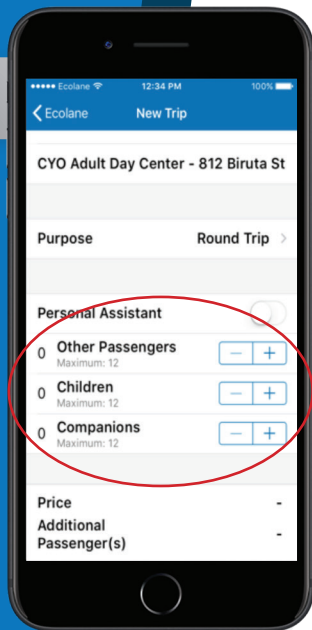 Ecolane 12:34 PM 100%
Ecolane New Trip
CYO Adult Day Center - 812 Biruta St
Purpose Round Trip
Personal Assistant
0 Other Passengers - +
Maximum: 12
0 Children - +
Maximum: 12
0 Companions - +
Maximum: 12
Price -
Additional -
Passenger(s)